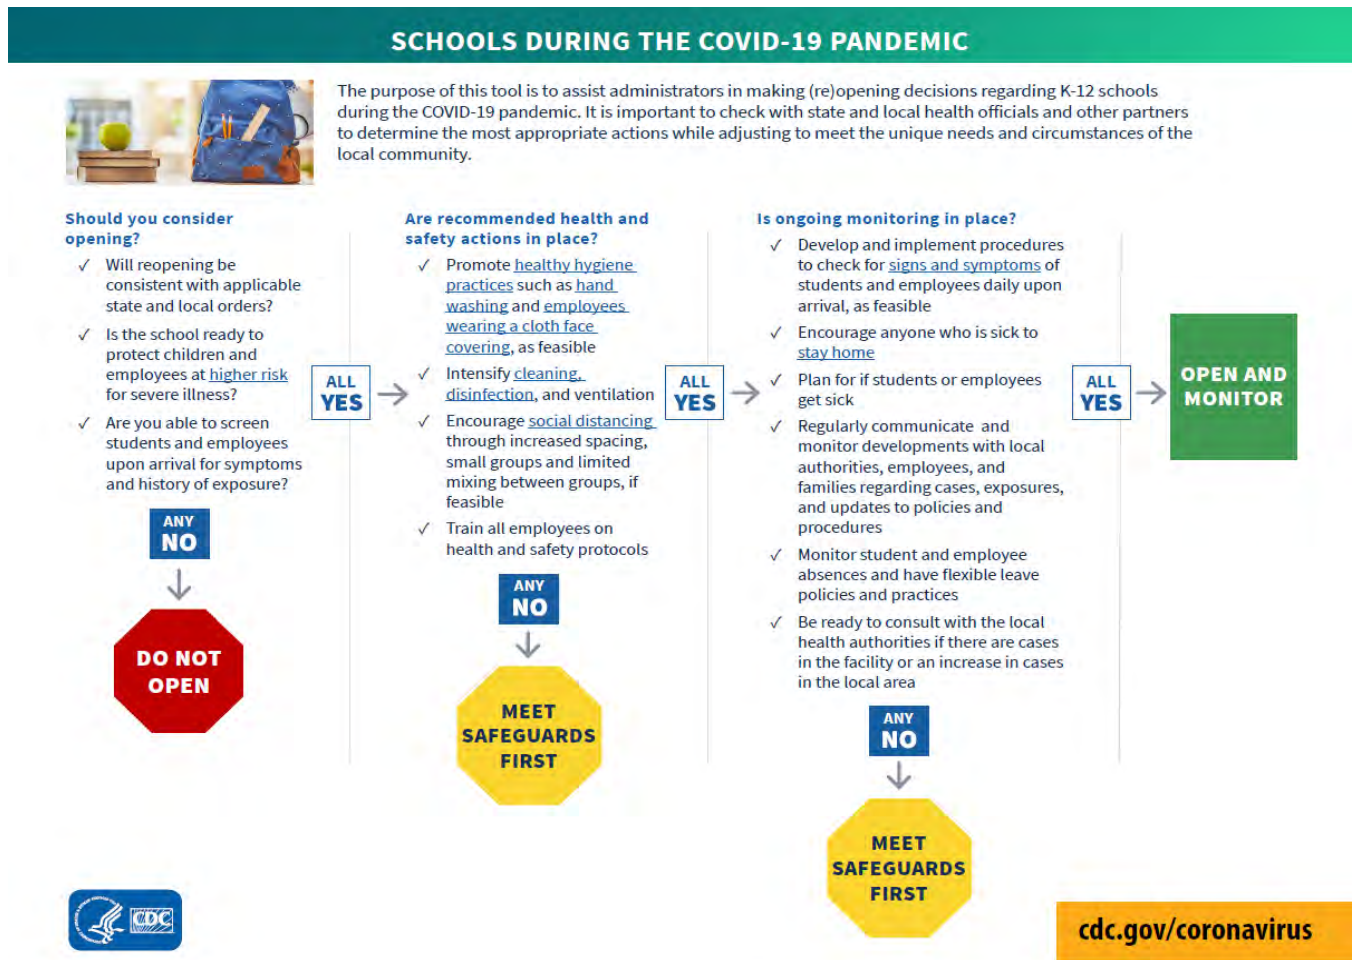 SCHOOLS DURING THE COVID-19 PANDEMIC
The purpose of this tool is to assist administrators in making (re)opening decisions regarding K-12 schools
during the COVID-19 pandemic. It is important to check with state and local health officials and other partners
to determine the most appropriate actions while adjusting to meet the unique needs and circumstances of the
local community.
Should you consider
opening?
✓ Will reopening be
consistent with applicable
state and local orders?
✓ Is the school ready to
protect children and
employees at higher risk
for severe illness?
✓ Are you able to screen
students and employees
upon arrival for symptoms
and history of exposure?
ANY
NO
DO NOT
OPEN
ALL
YES
Are recommended health and
safety actions in place?
✓ Promote healthy hygiene
practices such as hand
washing and employees
wearing a cloth face
covering, as feasible
✓ Intensify cleaning,
disinfection, and ventilation
✓ Encourage social distancing
through increased spacing,
small groups and limited
mixing between groups, if
feasible
✓ Train all employees on
health and safety protocols
ANY
NO
MEET
SAFEGUARDS
FIRST
ALL
YES
Is ongoing monitoring in place?
✓ Develop and implement procedures
to check for signs and symptoms of
students and employees daily upon
arrival, as feasible
✓ Encourage anyone who is sick to
stay home
✓ Plan for if students or employees
get sick
✓ Regularly communicate and
monitor developments with local
authorities, employees, and
families regarding cases, exposures,
and updates to policies and
procedures
✓ Monitor student and employee
absences and have flexible leave
policies and practices
✓ Be ready to consult with the local
health authorities if there are cases
in the facility or an increase in cases
in the local area
ANY
NO
MEET
SAFEGUARDS
FIRST
ALL
YES
OPEN AND
MONITOR
CDC
cdc.gov/coronavirus